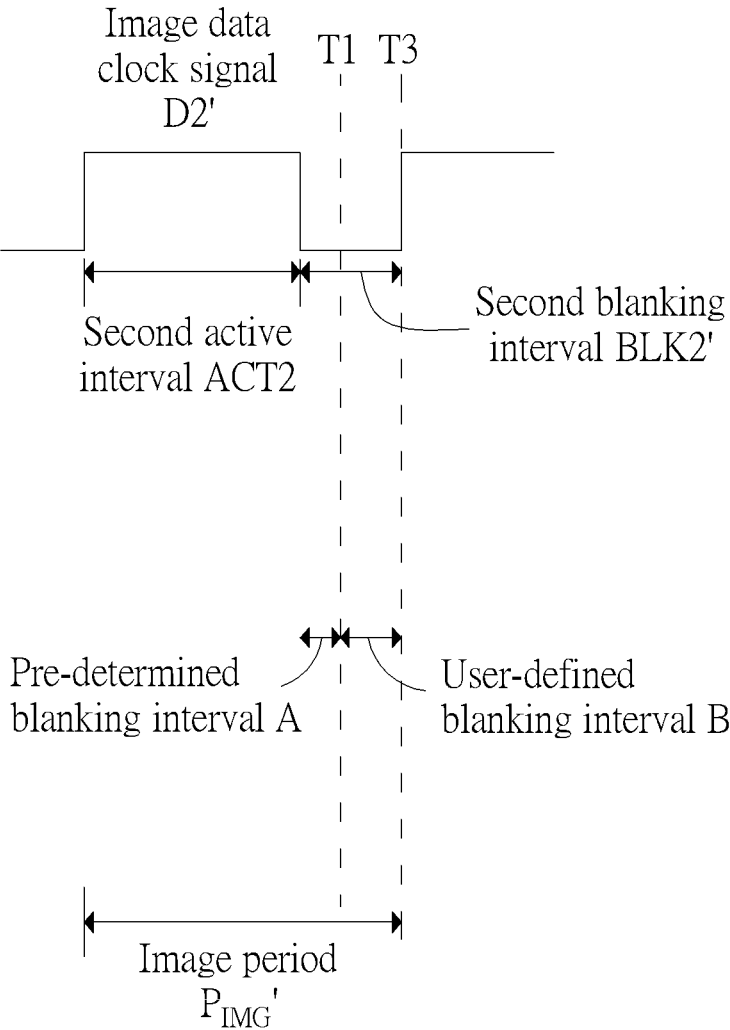 Image data
clock signal
D2'
T1 T3
Second active
interval ACT2
Second blanking
interval BLK2'
Pre-determined
blanking interval A
User-defined
blanking interval B
Image period
PIMG'